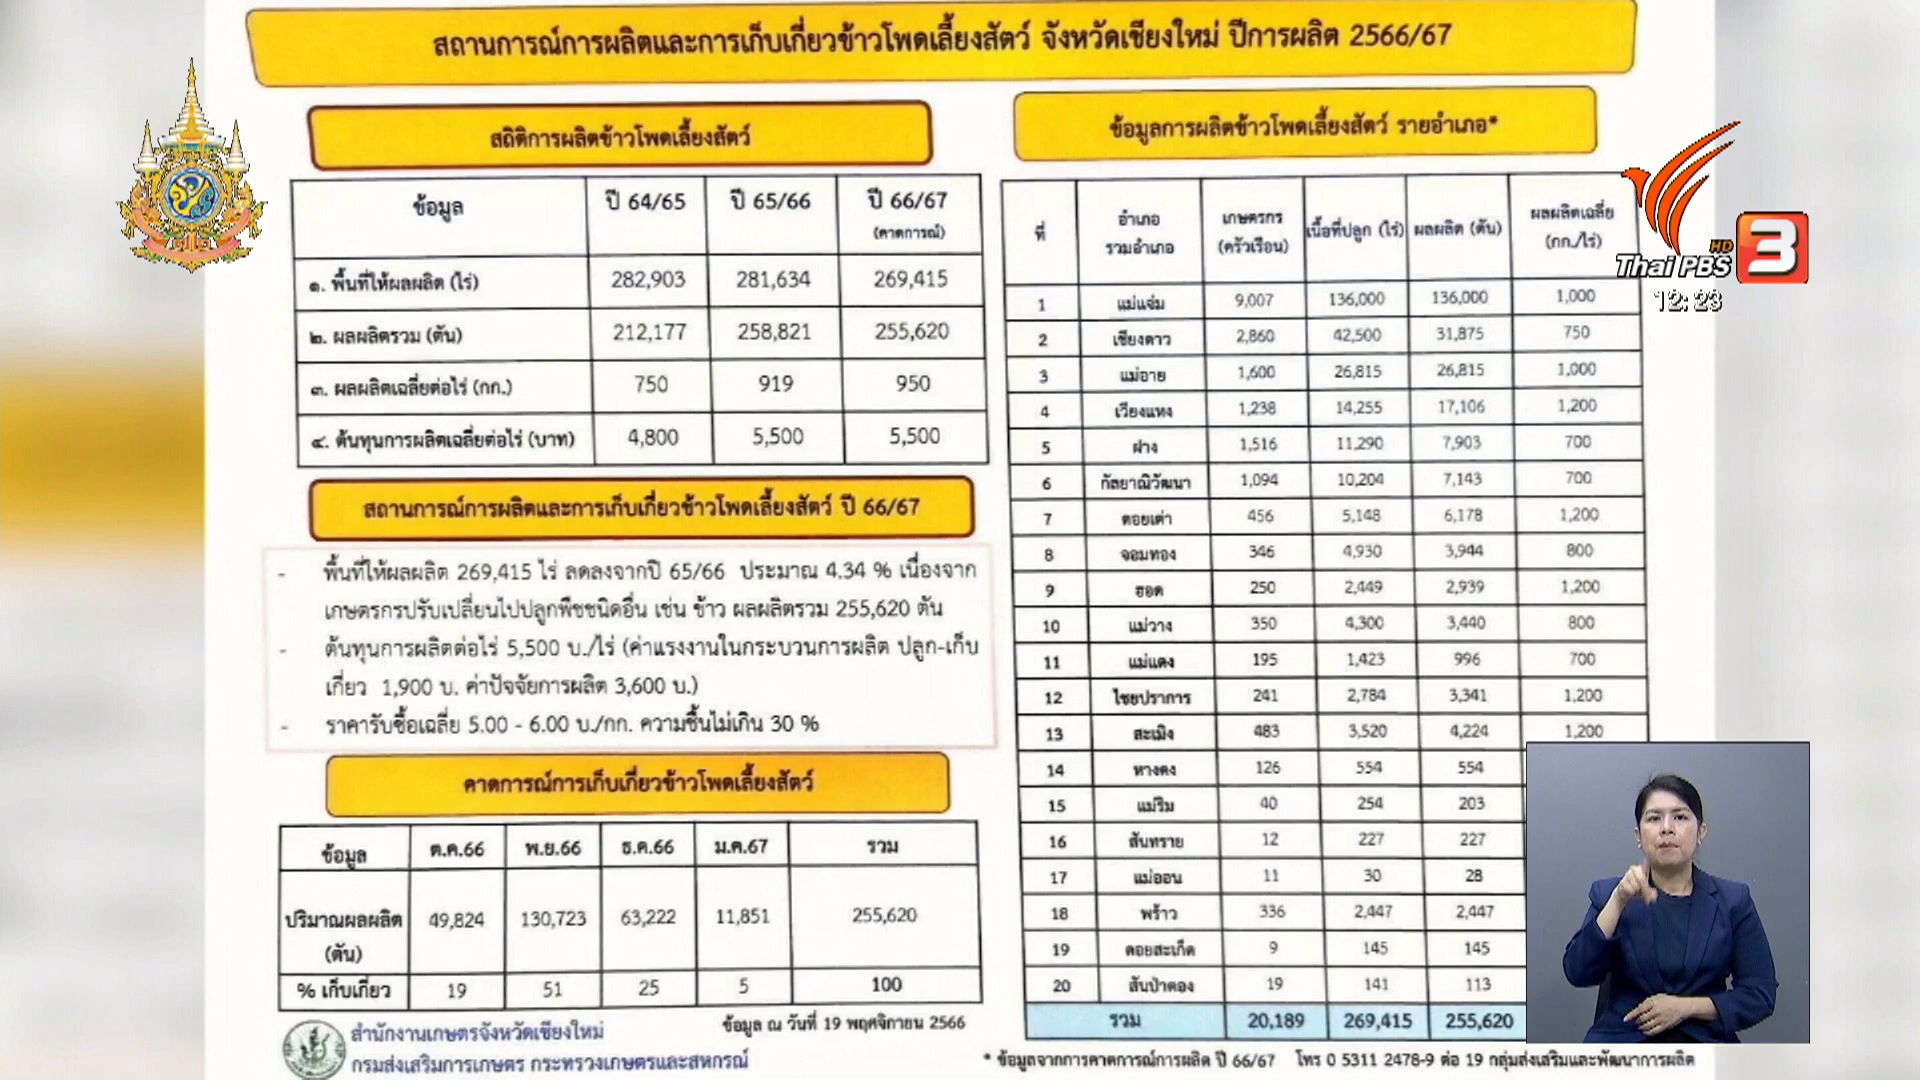 สถานการณ์การผลิตและการเก็บเกี่ยวข้าวโพดเลี้ยงสัตว์ จังหวัดเชียงใหม่ ปีการผลิต 2566/67
สถิติการผลิตข้าวโพดเลี้ยงสัตว์
ข้อมูล ปี 64/65 ปี 65/66 ปี 66/67
(คาดการณ์)
๑. พื้นที่ให้ผลผลิต (ไร่) 282,903 281,634 269,415
๒. ผลผลิตรวม (ตัน) 212,177 258,821 255,620
๓. ผลผลิตเฉลี่ยต่อไร่ (กก.) 750 919 950
๔. ต้นทุนการผลิตเฉลี่ยต่อไร่ (บาท) 4,800 5,500 5,500
สถานการณ์การผลิตและการเก็บเกี่ยวข้าวโพดเลี้ยงสัตว์ ปี 66/67
- พื้นที่ให้ผลผลิต 269,415 ไร่ ลดลงจากปี 65/66 ประมาณ 4.34 % เนื่องจาก
เกษตรกรปรับเปลี่ยนไปปลูกพืชชนิดอื่น เช่น ข้าว ผลผลิตรวม 255,620 ตัน
- ต้นทุนการผลิตต่อไร่ 5,500 บ./ไร่ (ค่าแรงงานในกระบวนการผลิต ปลูก-เก็บ
เกี่ยว 1,900 บ. ค่าปัจจัยการผลิต 3,600 บ.)
- ราคารับซื้อเฉลี่ย 5.00 - 6.00 บ./กก. ความชื้นไม่เกิน 30 %
คาดการณ์การเก็บเกี่ยวข้าวโพดเลี้ยงสัตว์
ข้อมูล ต.ค.66 พ.ย.66 ธ.ค.66 ม.ค.67 รวม
ปริมาณผลผลิต 49,824 130,723 63,222 11,851 255,620
(ตัน)
% เก็บเกี่ยว 19 51 25 5 100
สำนักงานเกษตรจังหวัดเชียงใหม่ ข้อมูล ณ วันที่ 19 พฤศจิกายน 2566
กรมส่งเสริมการเกษตร กระทรวงเกษตรและสหกรณ์
ข้อมูลการผลิตข้าวโพดเลี้ยงสัตว์ รายอำเภอ*
ที่ อำเภอ เกษตรกร เนื้อที่ปลูก (ไร่) ผลผลิต (ตัน) ผลผลิตเฉลี่ย
รวมอำเภอ (ครัวเรือน) (กก./ไร่)
1 แม่แจ่ม 9,007 136,000 136,000 1,000
2 เชียงดาว 2,860 42,500 31,875 750
3 แม่อาย 1,600 26,815 26,815 1,000
4 เวียงแหง 1,238 14,255 17,106 1,200
5 ฝาง 1,516 11,290 7,903 700
6 กัลยาณิวัฒนา 1,094 10,204 7,143 700
7 ดอยเต่า 456 5,148 6,178 1,200
8 จอมทอง 346 4,930 3,944 800
9 ฮอด 250 2,449 2,939 1,200
10 แม่วาง 350 4,300 3,440 800
11 แม่แตง 195 1,423 996 700
12 ไชยปราการ 241 2,784 3,341 1,200
13 สะเมิง 483 3,520 4,224 1,200
14 หางดง 126 554 554
15 แม่ริม 40 254 203
16 สันทราย 12 227 227
17 แม่ออน 11 30 28
18 พร้าว 336 2,447 2,447
19 ดอยสะเก็ด 9 145 145
20 สันป่าตอง 19 141 113
รวม 20,189 269,415 255,620
* ข้อมูลจากการคาดการณ์การผลิต ปี 66/67 โทร 0 5311 2478-9 ต่อ 19 กลุ่มส่งเสริมและพัฒนาการผลิต
Thai PBS HD 3
12:23